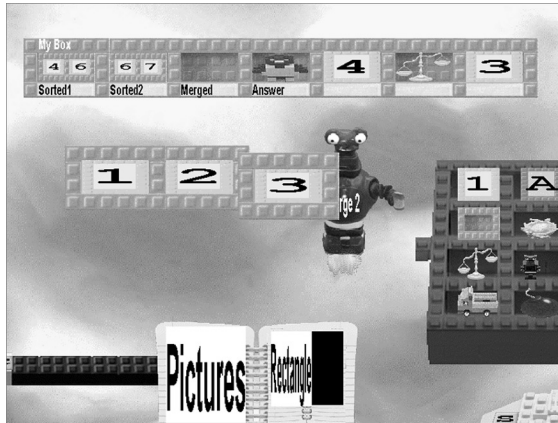 My Box
4 6 6 7 4 3
Sorted1 Sorted2 Merged Answer
1 2 3
rge 2
1 A
Pictures
Rectangle
S